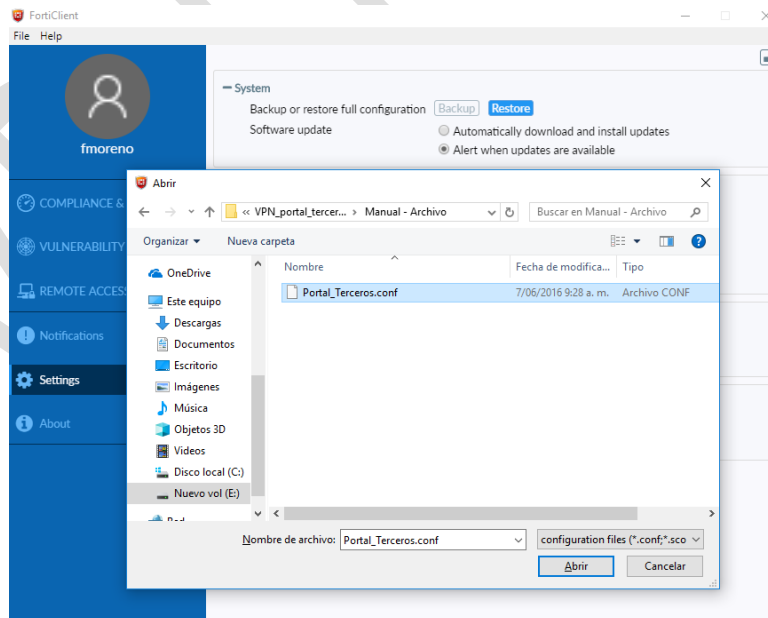 FortiClient
File Help
fmoreno
COMPLIANCE &
VULNERABILITY
REMOTE ACCESS
Notifications
Settings
About
System
Backup or restore full configuration Backup Restore
Software update Automatically download and install updates
Alert when updates are available
Abrir
« VPN_portal_tercer... › Manual - Archivo Buscar en Manual - Archivo
Organizar Nueva carpeta
OneDrive
Este equipo
Descargas
Documentos
Escritorio
Imágenes
Música
Objetos 3D
Videos
Disco local (C:)
Nuevo vol (E:)
Nombre Fecha de modifica... Tipo
Portal_Terceros.conf 7/06/2016 9:28 a. m. Archivo CONF
Nombre de archivo: Portal_Terceros.conf configuration files (*.conf;*.sco
Abrir Cancelar